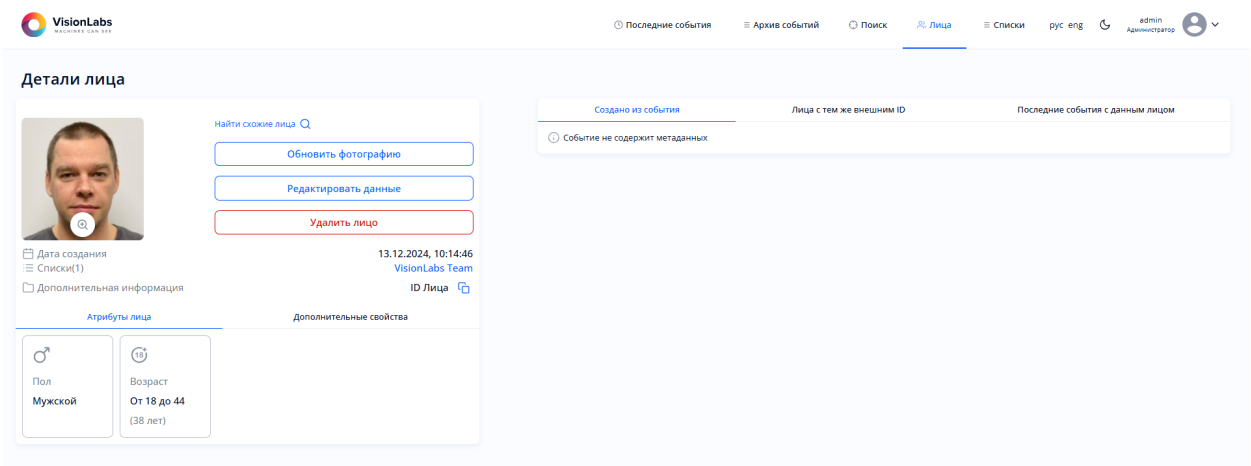 VisionLabs
MACHINES CAN SEE
Последние события
Архив событий
Поиск
Лица
Списки
рус eng
admin
Администратор
Детали лица
Найти схожие лица
Обновить фотографию
Редактировать данные
Удалить лицо
Дата создания 13.12.2024, 10:14:46
Списки(1) VisionLabs Team
Дополнительная информация ID Лица
Атрибуты лица Дополнительные свойства
18
Пол
Мужской
Возраст
От 18 до 44
(38 лет)
Создано из события Лица с тем же внешним ID Последние события с данным лицом
Событие не содержит метаданных